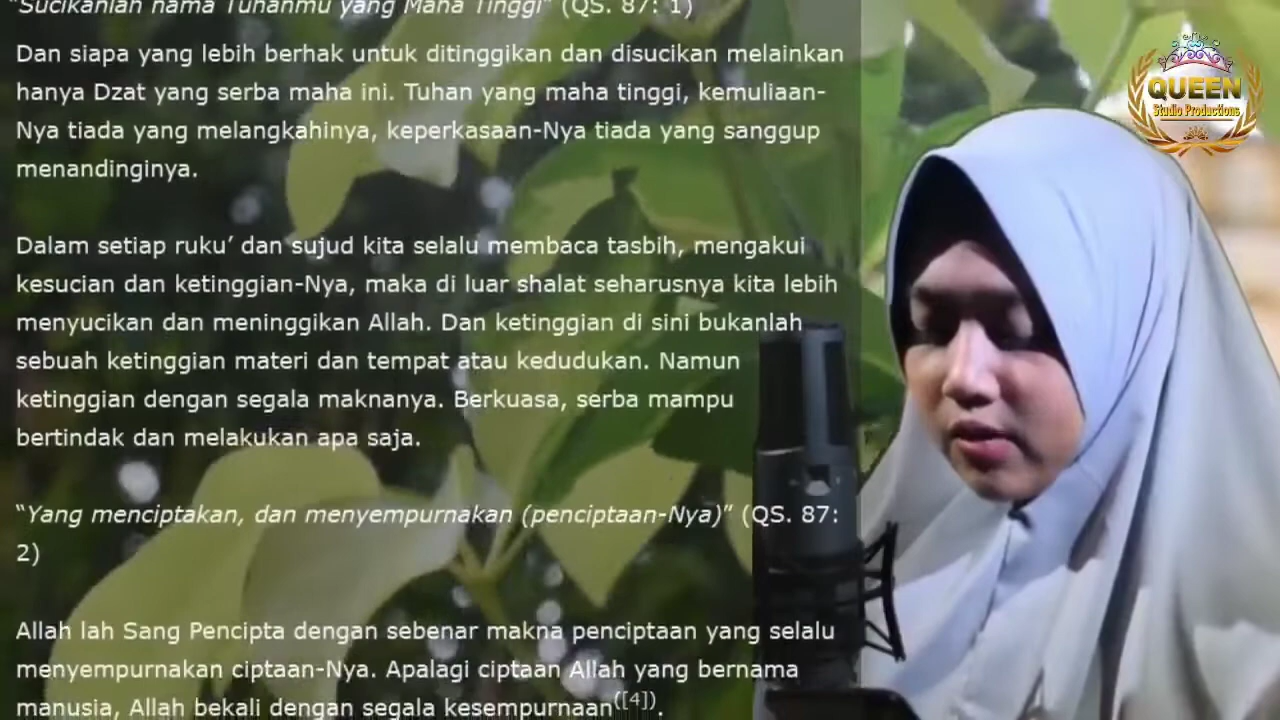 “Sucikanlah nama Tuhanmu yang Maha Tinggi” (QS. 87: 1)
Dan siapa yang lebih berhak untuk ditinggikan dan disucikan melainkan
hanya Dzat yang serba maha ini. Tuhan yang maha tinggi, kemuliaan-
Nya tiada yang melangkahinya, keperkasaan-Nya tiada yang sanggup
menandinginya.
Dalam setiap ruku’ dan sujud kita selalu membaca tasbih, mengakui
kesucian dan ketinggian-Nya, maka di luar shalat seharusnya kita lebih
menyucikan dan meninggikan Allah. Dan ketinggian di sini bukanlah
sebuah ketinggian materi dan tempat atau kedudukan. Namun
ketinggian dengan segala maknanya. Berkuasa, serba mampu
bertindak dan melakukan apa saja.
“Yang menciptakan, dan menyempurnakan (penciptaan-Nya)” (QS. 87:
2)
Allah lah Sang Pencipta dengan sebenar makna penciptaan yang selalu
menyempurnakan ciptaan-Nya. Apalagi ciptaan Allah yang bernama
manusia, Allah bekali dengan segala kesempurnaan([4]).
QUEEN
Studio Productions